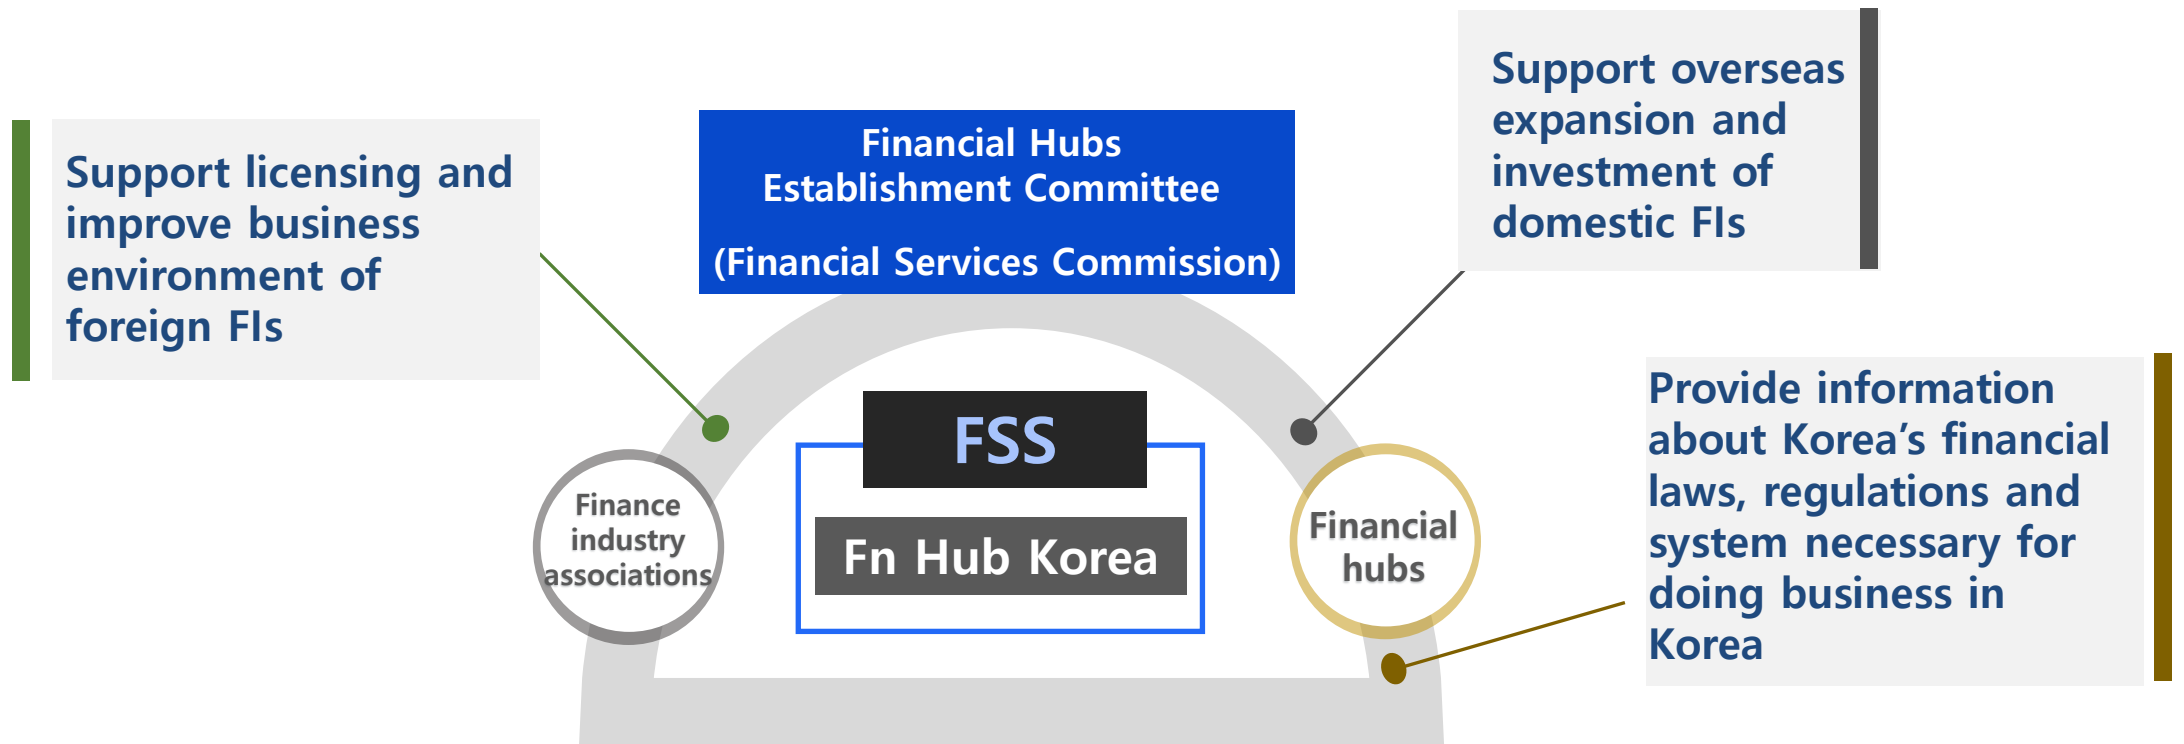 Support licensing and
improve business
environment of
foreign FIs
Financial Hubs
Establishment Committee
(Financial Services Commission)
Support overseas
expansion and
investment of
domestic FIs
FSS
Fn Hub Korea
Finance
industry
associations
Financial
hubs
Provide information
about Korea’s financial
laws, regulations and
system necessary for
doing business in
Korea